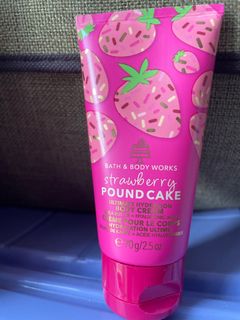 BATH & BODY WORKS
strawberry
POUND CAKE
ULTIMATE HYDRATION
BODY CREAM
CRÈME POUR LE CORPS
HYDRATATION ULTIME
℮ 70 g/2.5 oz